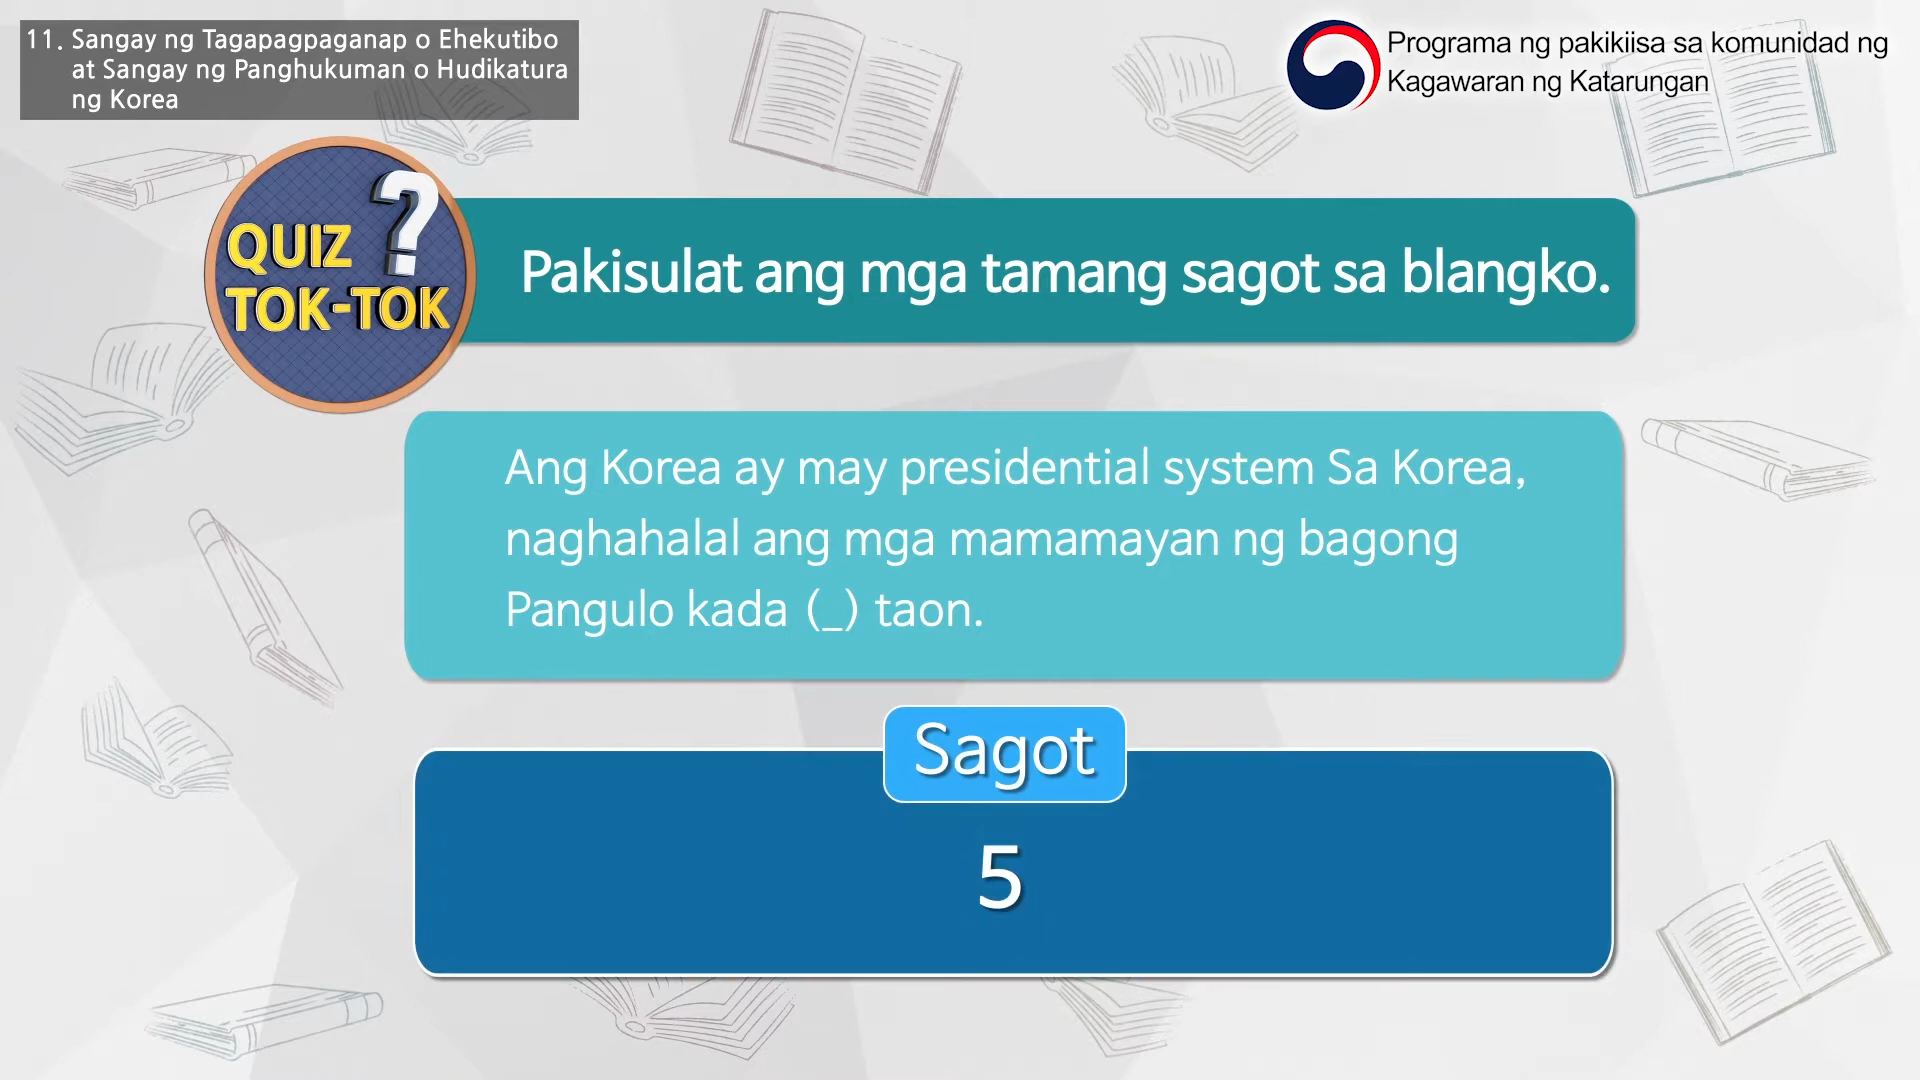 11. Sangay ng Tagapagpaganap o Ehekutibo
at Sangay ng Panghukuman o Hudikatura
ng Korea
Programa ng pakikiisa sa komunidad ng
Kagawaran ng Katarungan
QUIZ ?
TOK-TOK
Pakisulat ang mga tamang sagot sa blangko.
Ang Korea ay may presidential system Sa Korea,
naghahalal ang mga mamamayan ng bagong
Pangulo kada (_) taon.
Sagot
5